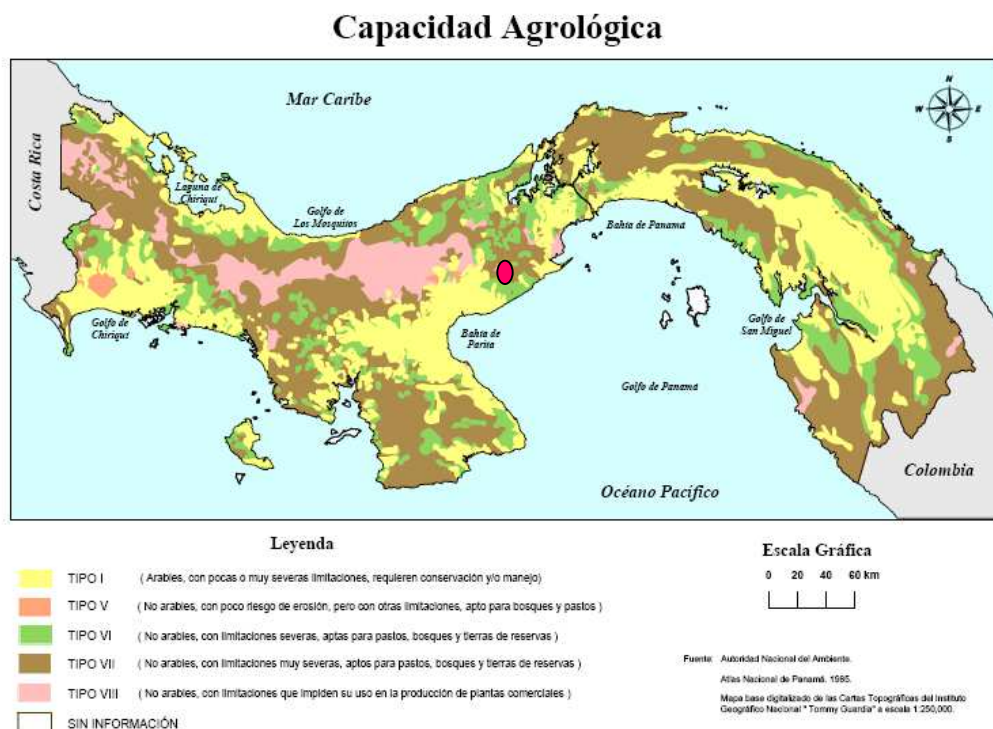 Capacidad Agrológica
Mar Caribe
N
W
E
S
Costa Rica
Laguna de
Chiriquí
Golfo de
Los Mosquitos
Bahía de Panamá
Golfo de
Chiriquí
Bahía de
Parita
Golfo de
San Miguel
Golfo de Panamá
Colombia
Océano Pacífico
Leyenda
TIPO I ( Arables, con pocas o muy severas limitaciones, requieren conservación y/o manejo)
TIPO V ( No arables, con poco riesgo de erosión, pero con otras limitaciones, apto para bosques y pastos )
TIPO VI ( No arables, con limitaciones severas, aptas para pastos, bosques y tierras de reservas )
TIPO VII ( No arables, con limitaciones muy severas, aptos para pastos, bosques y tierras de reservas )
TIPO VIII ( No arables, con limitaciones que impiden su uso en la producción de plantas comerciales )
SIN INFORMACIÓN
Escala Gráfica
0 20 40 60 km
Fuente: Autoridad Nacional del Ambiente.
Atlas Nacional de Panamá. 1985.
Mapa base digitalizado de las Cartas Topográficas del Instituto
Geográfico Nacional " Tommy Guardia" a escala 1:250,000.